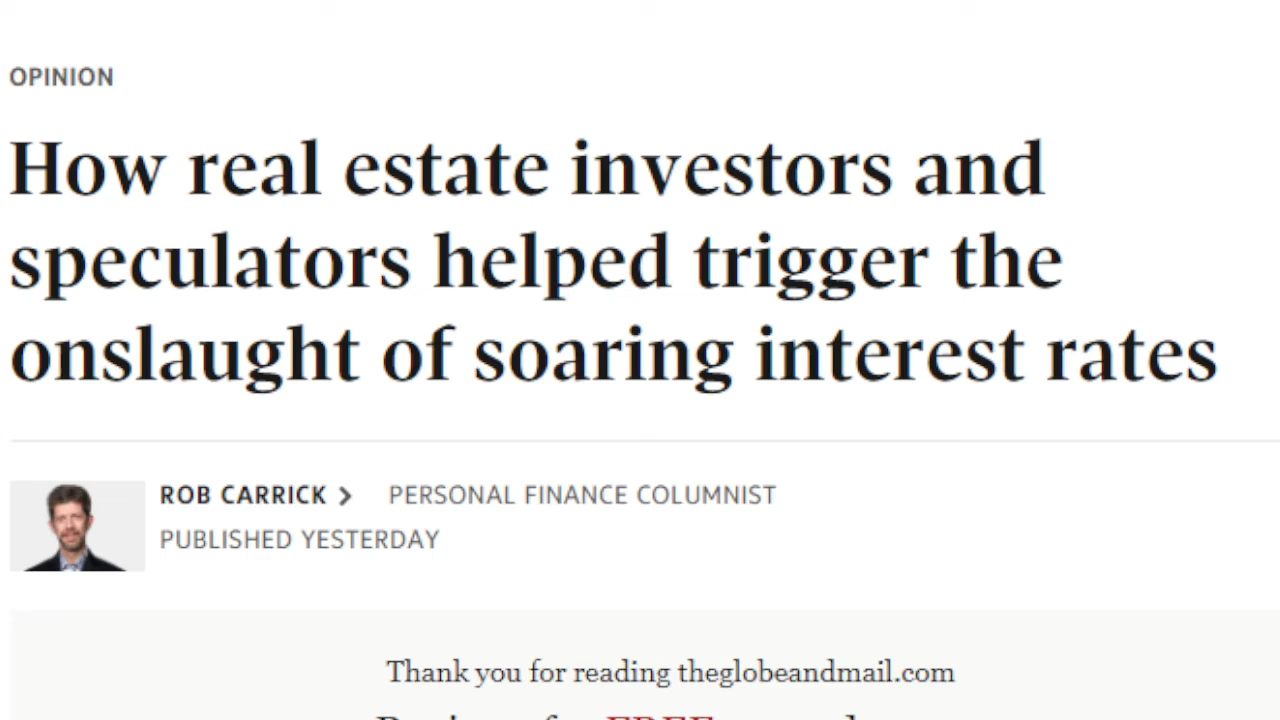 OPINION
How real estate investors and
speculators helped trigger the
onslaught of soaring interest rates
ROB CARRICK > PERSONAL FINANCE COLUMNIST
PUBLISHED YESTERDAY
Thank you for reading theglobeandmail.com
FREE